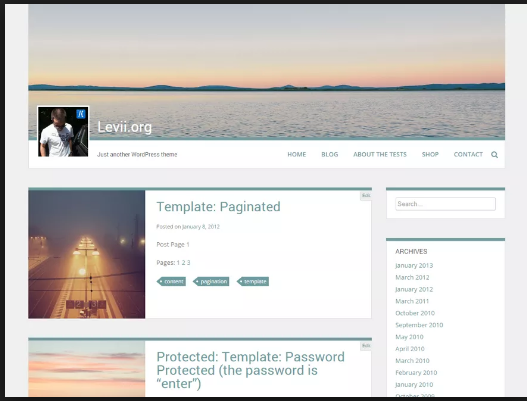 Levii.org
Just another WordPress theme
HOME BLOG ABOUT THE TESTS SHOP CONTACT
Edit
Template: Paginated
Posted on January 8, 2012
Post Page 1
Pages: 1 2 3
content pagination template
Edit
Protected: Template: Password
Protected (the password is
“enter”)
Search ...
ARCHIVES
January 2013
March 2012
January 2012
March 2011
October 2010
September 2010
May 2010
April 2010
March 2010
February 2010
January 2010
October 2009